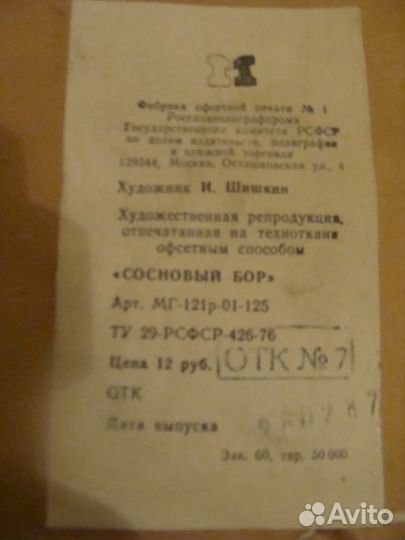 Фабрика офсетной печати № 1
Росглавполиграфпрома
Государственного комитета РСФСР
по делам издательств, полиграфии
и книжной торговли
129344, Москва, Осташковская ул., 4
Художник И. Шишкин
Художественная репродукция,
отпечатанная на технoткани
офсетным способом
«СОСНОВЫЙ БОР»
Арт. МГ-121р-01-125
ТУ 29-РСФСР-426-76
Цена 12 руб.
ОТК № 7
ОТК
Дата выпуска
Зак. 60, тир. 50 000
Avito